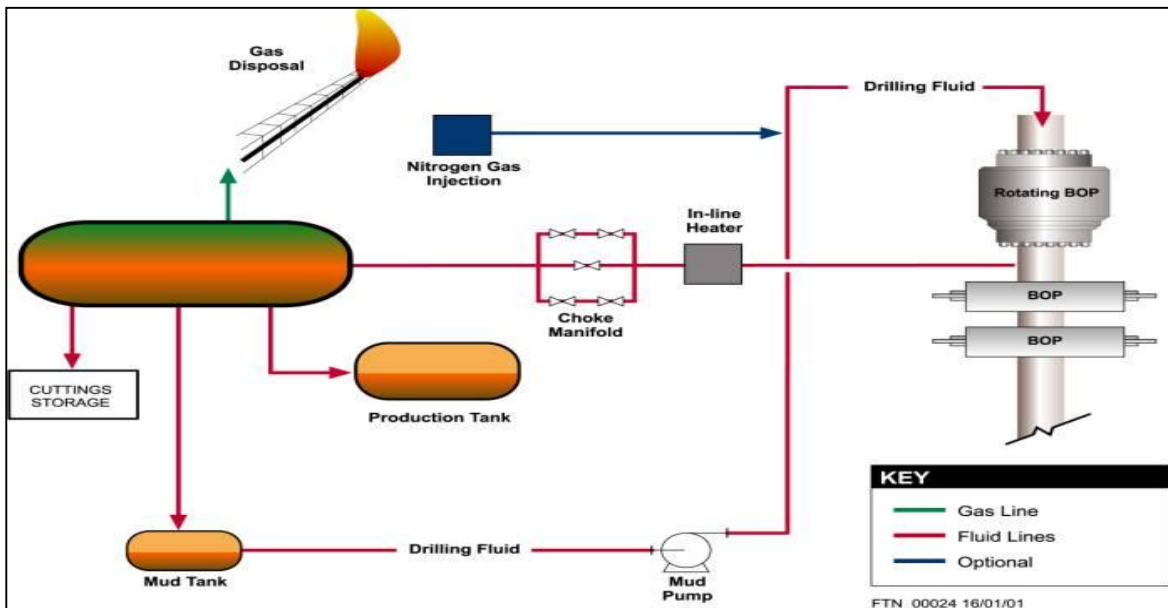 Gas
Disposal
Drilling Fluid
Nitrogen Gas
Injection
Rotating BOP
In-line
Heater
BOP
Choke
Manifold
BOP
CUTTINGS
STORAGE
Production Tank
KEY
Gas Line
Fluid Lines
Optional
Drilling Fluid
Mud Tank
Mud
Pump
FTN 00024 16/01/01